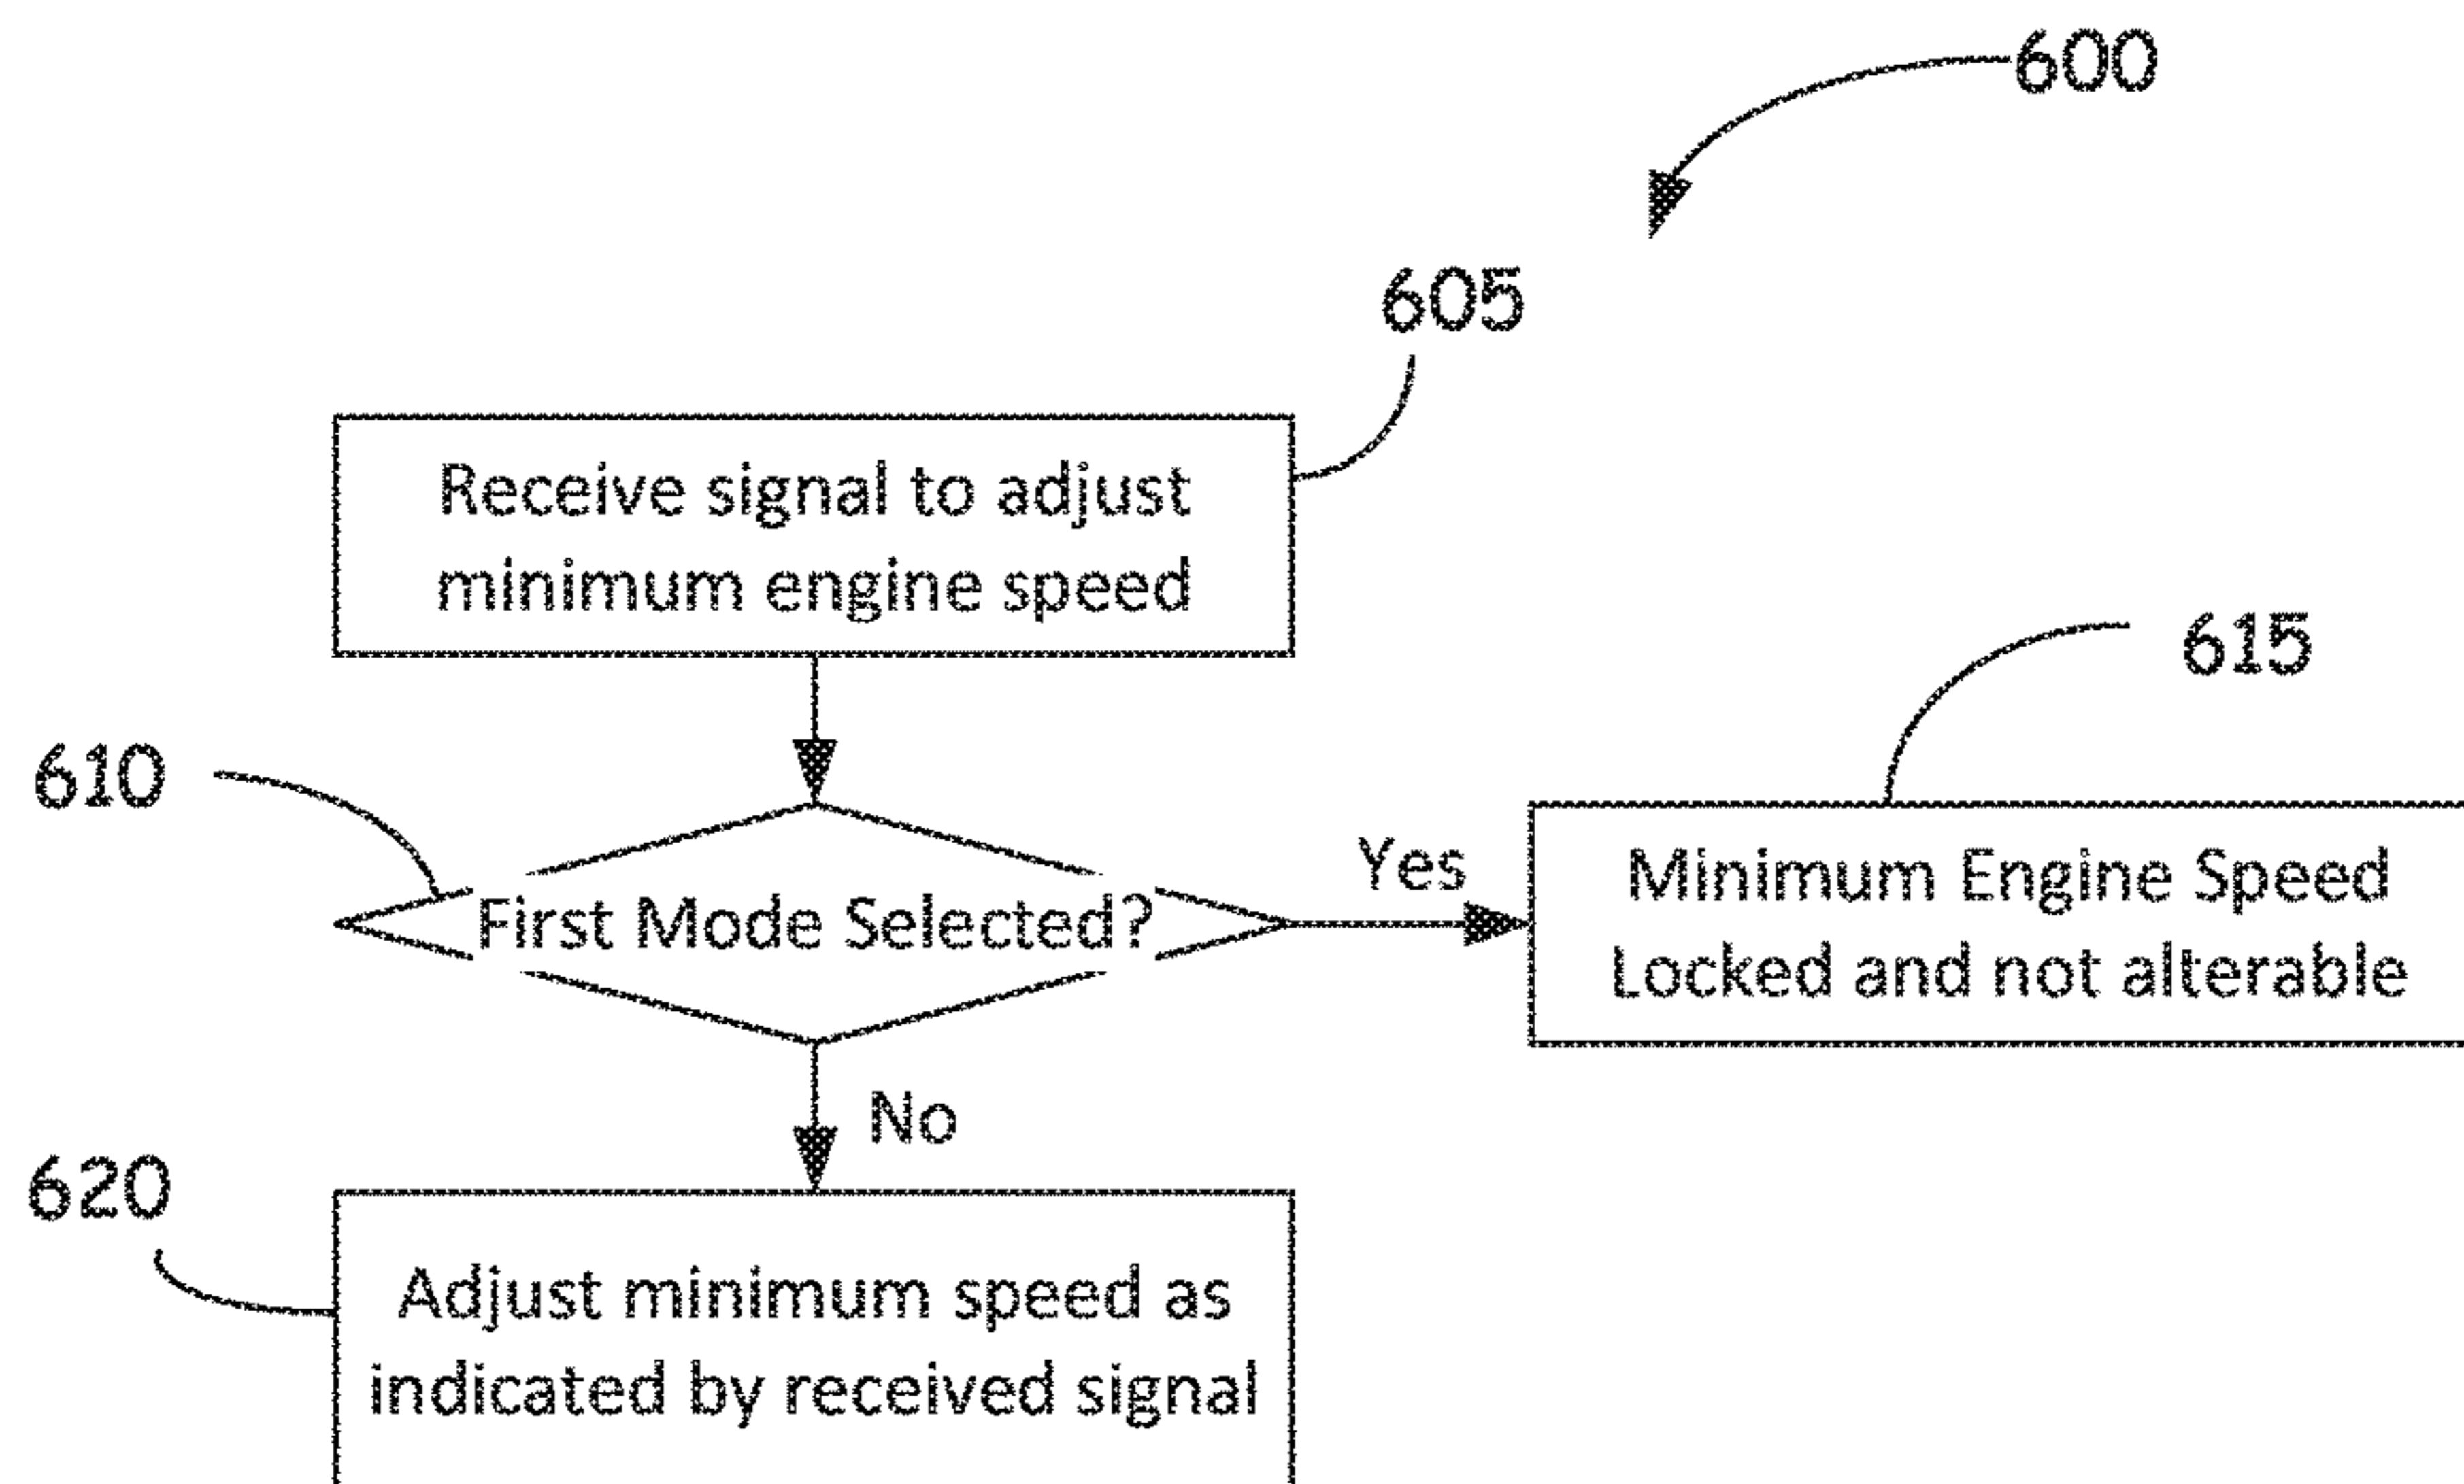 600
605
Receive signal to adjust
minimum engine speed
615
610
First Mode Selected?
Yes
Minimum Engine Speed
Locked and not alterable
No
620
Adjust minimum speed as
indicated by received signal